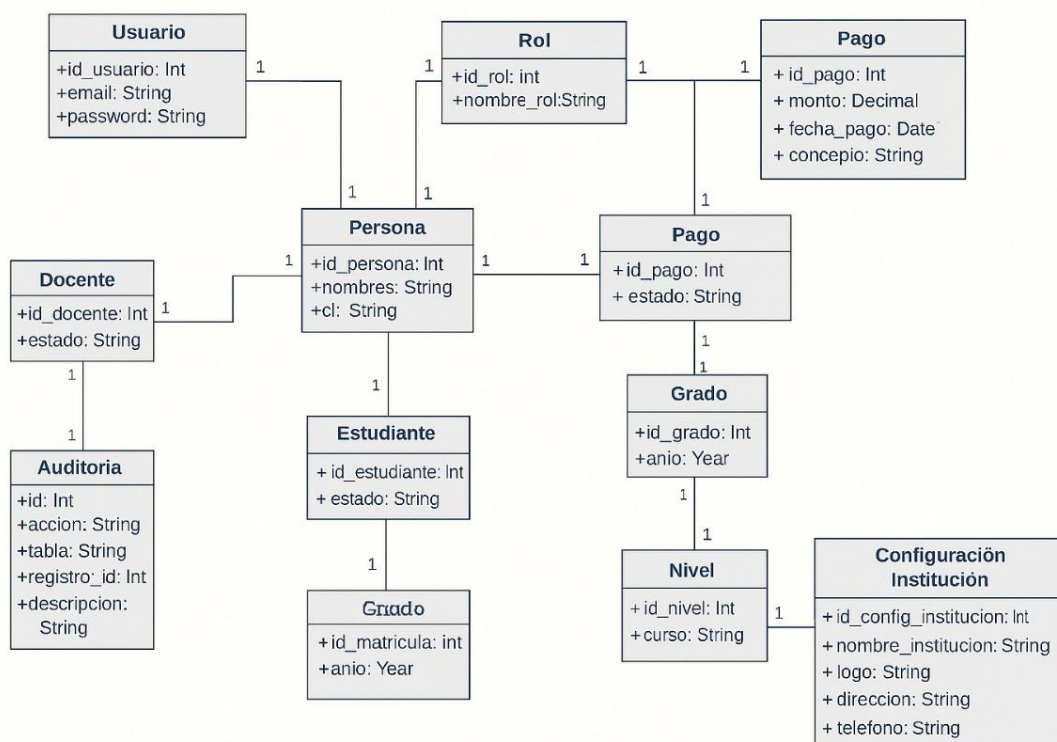 Usuario
+id_usuario: Int
+email: String
+password: String
1
1
Rol
+id_rol: int
+nombre_rol:String
1
1
1
1
1
Pago
+ id_pago: Int
+ monto: Decimal
+ fecha_pago: Date
+ concepio: String
Persona
+id_persona: Int
+nombres: String
+cl: String
1
1
1
1
Pago
+id_pago: Int
+ estado: String
1
1
Docente
+id_docente: Int
+estado: String
1
1
1
Auditoria
+id: Int
+accion: String
+tabla: String
+registro_id: Int
+descripcion:
String
Estudiante
+ id_estudiante: Int
+ estado: String
1
Gnado
+ id_matricula: int
+anio: Year
Grado
+id_grado: Int
+anio: Year
1
1
Nivel
+ id_nivel: Int
+ curso: String
1
Configuraciön
Institución
+ id_config_institucion: Int
+ nombre_institucion: String
+ logo: String
+ direccion: String
+ telefono: String